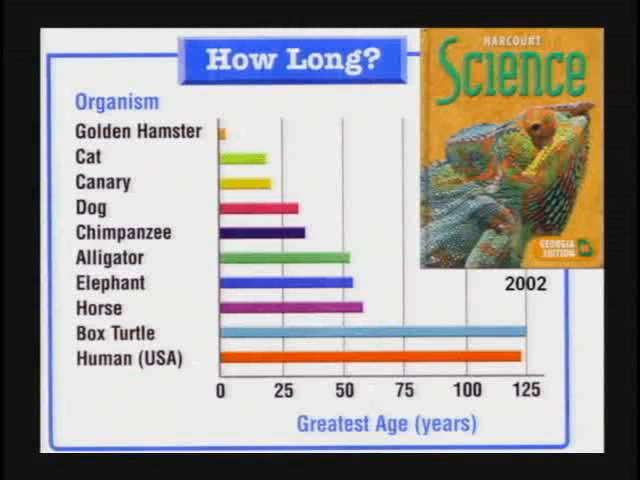 How Long?
HARCOURT
Science
GEORGIA
EDITION
2002
Organism
Golden Hamster
Cat
Canary
Dog
Chimpanzee
Alligator
Elephant
Horse
Box Turtle
Human (USA)
0 25 50 75 100 125
Greatest Age (years)